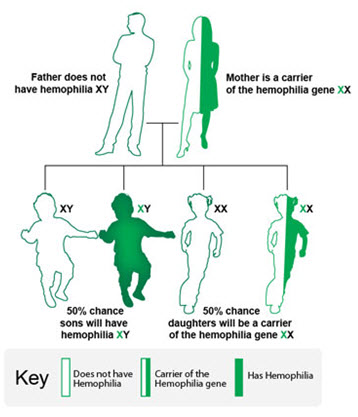 Father does not
have hemophilia XY
Mother is a carrier
of the hemophilia gene XX
XY
XY
XX
XX
50% chance
sons will have
hemophilia XY
50% chance
daughters will be a carrier
of the hemophilia gene XX
Key
Does not have
Hemophilia
Carrier of the
Hemophilia gene
Has Hemophilia